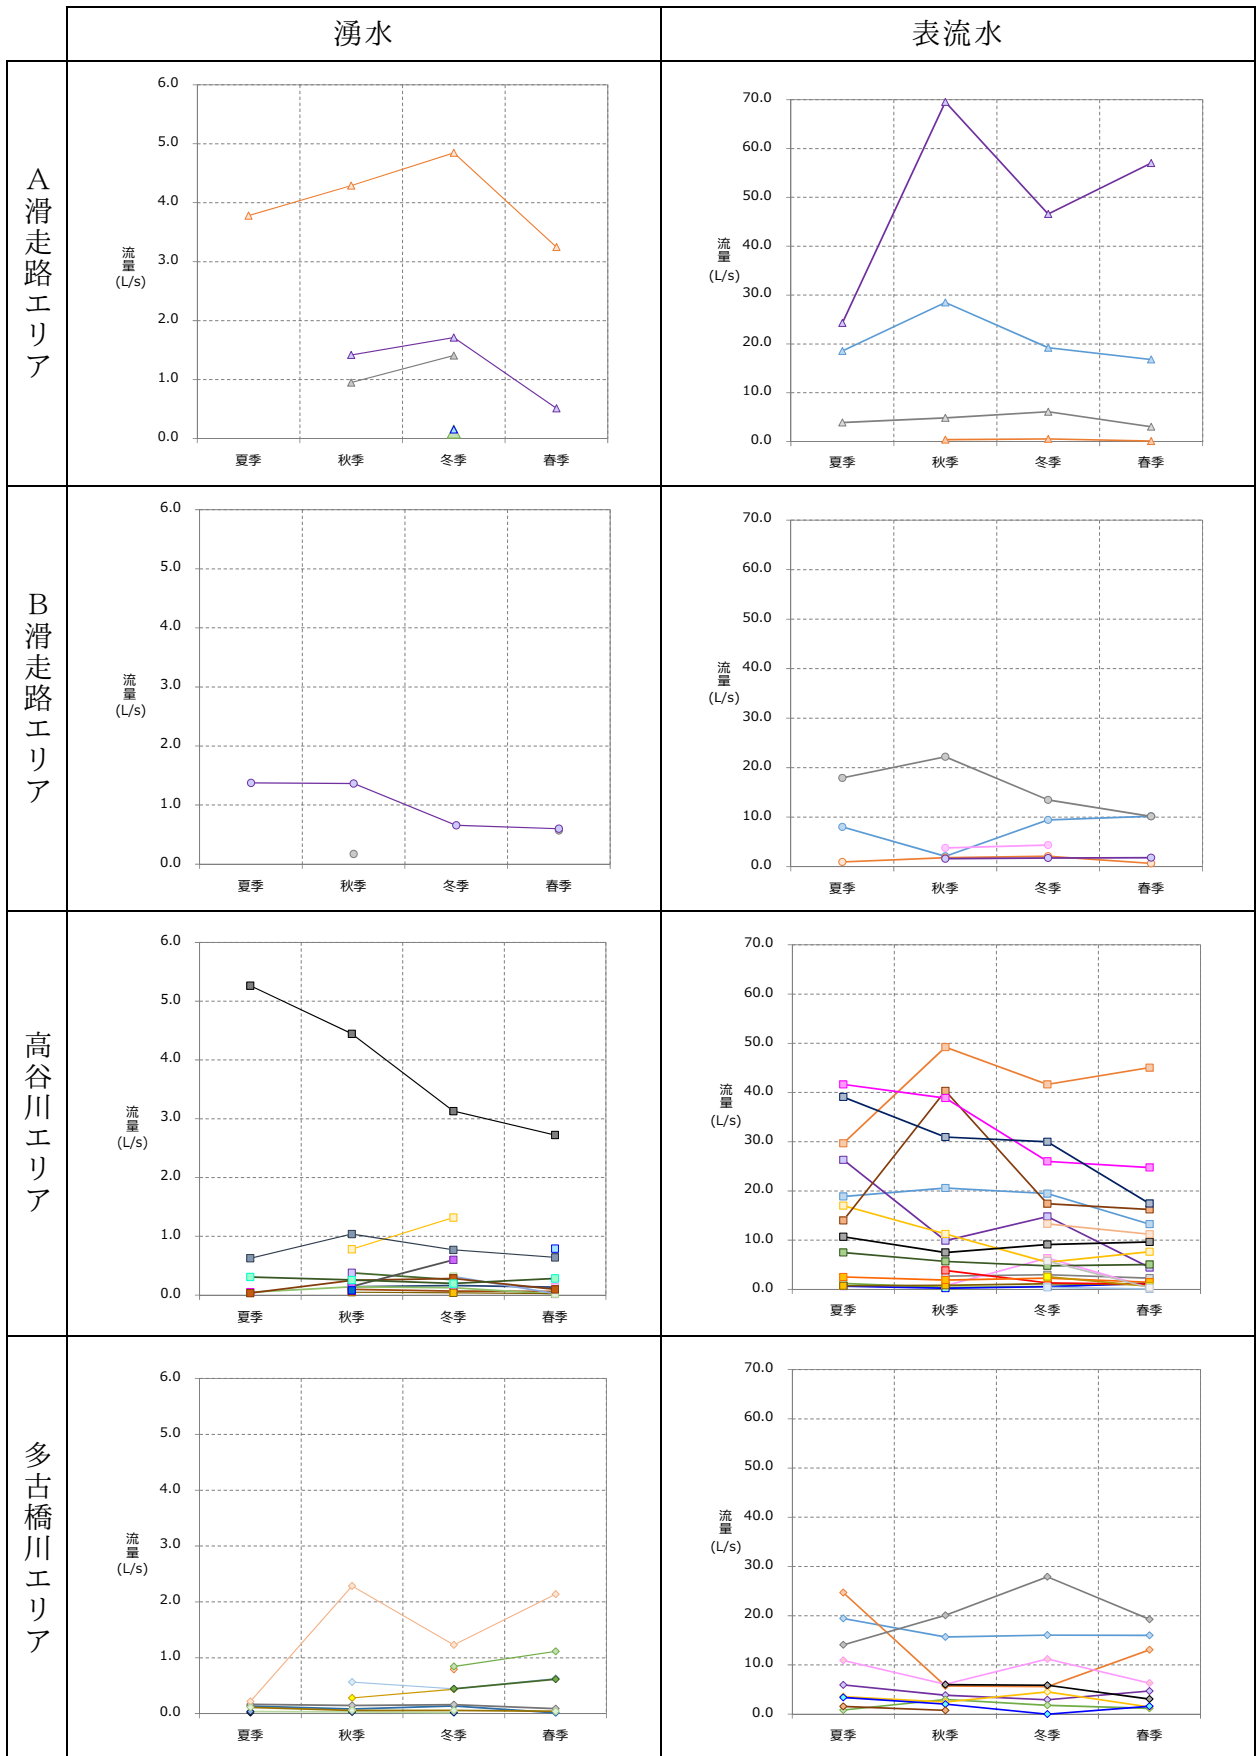 湧水
表流水
A滑走路エリア
6.0
5.0
4.0
3.0
2.0
1.0
0.0
流量
(L/s)
夏季 秋季 冬季 春季
70.0
60.0
50.0
40.0
30.0
20.0
10.0
0.0
流量
(L/s)
夏季 秋季 冬季 春季
B滑走路エリア
6.0
5.0
4.0
3.0
2.0
1.0
0.0
流量
(L/s)
夏季 秋季 冬季 春季
70.0
60.0
50.0
40.0
30.0
20.0
10.0
0.0
流量
(L/s)
夏季 秋季 冬季 春季
高谷川エリア
6.0
5.0
4.0
3.0
2.0
1.0
0.0
流量
(L/s)
夏季 秋季 冬季 春季
70.0
60.0
50.0
40.0
30.0
20.0
10.0
0.0
流量
(L/s)
夏季 秋季 冬季 春季
多古橋川エリア
6.0
5.0
4.0
3.0
2.0
1.0
0.0
流量
(L/s)
夏季 秋季 冬季 春季
70.0
60.0
50.0
40.0
30.0
20.0
10.0
0.0
流量
(L/s)
夏季 秋季 冬季 春季